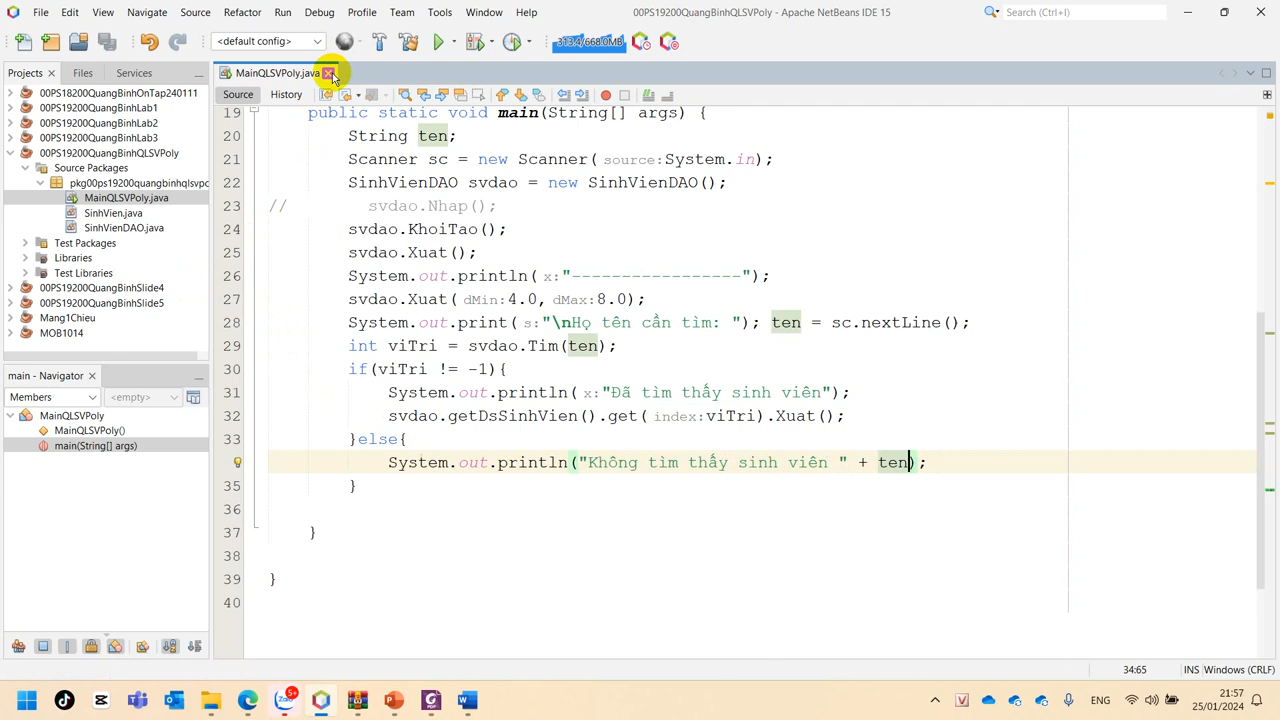 File Edit View Navigate Source Refactor Run Debug Profile Team Tools Window Help
00PS19200QuangBinhQLSVPoly - Apache NetBeans IDE 15
Search (Ctrl+I)
<default config>
313.4/668.0MB
Projects Files Services
MainQLSVPoly.java
Source History
00PS18200QuangBinhOnTap240111
00PS19200QuangBinhLab1
00PS19200QuangBinhLab2
00PS19200QuangBinhLab3
00PS19200QuangBinhQLSVPoly
Source Packages
pkg00ps19200quangbinhqlsvpc
MainQLSVPoly.java
SinhVien.java
SinhVienDAO.java
Test Packages
Libraries
Test Libraries
00PS19200QuangBinhSlide4
00PS19200QuangBinhSlide5
Mang1Chieu
MOB1014
main - Navigator
Members
<empty>
MainQLSVPoly
MainQLSVPoly()
main(String[] args)
19 public static void main(String[] args) {
20 String ten;
21 Scanner sc = new Scanner( source:System.in);
22 SinhVienDAO svdao = new SinhVienDAO();
23 // svdao.Nhap();
24 svdao.KhoiTao();
25 svdao.Xuat();
26 System.out.println( x:"-----------------");
27 svdao.Xuat( dMin:4.0, dMax:8.0);
28 System.out.print( s:"\nHọ tên cần tìm: "); ten = sc.nextLine();
29 int viTri = svdao.Tim(ten);
30 if(viTri != -1){
31 System.out.println( x:"Đã tìm thấy sinh viên");
32 svdao.getDsSinhVien().get( index:viTri).Xuat();
33 }else{
System.out.println("Không tìm thấy sinh viên " + ten);
35 }
36
37 }
38
39 }
40
34:65
INS Windows (CRLF)
5+
Zalo
ENG
21:57
25/01/2024